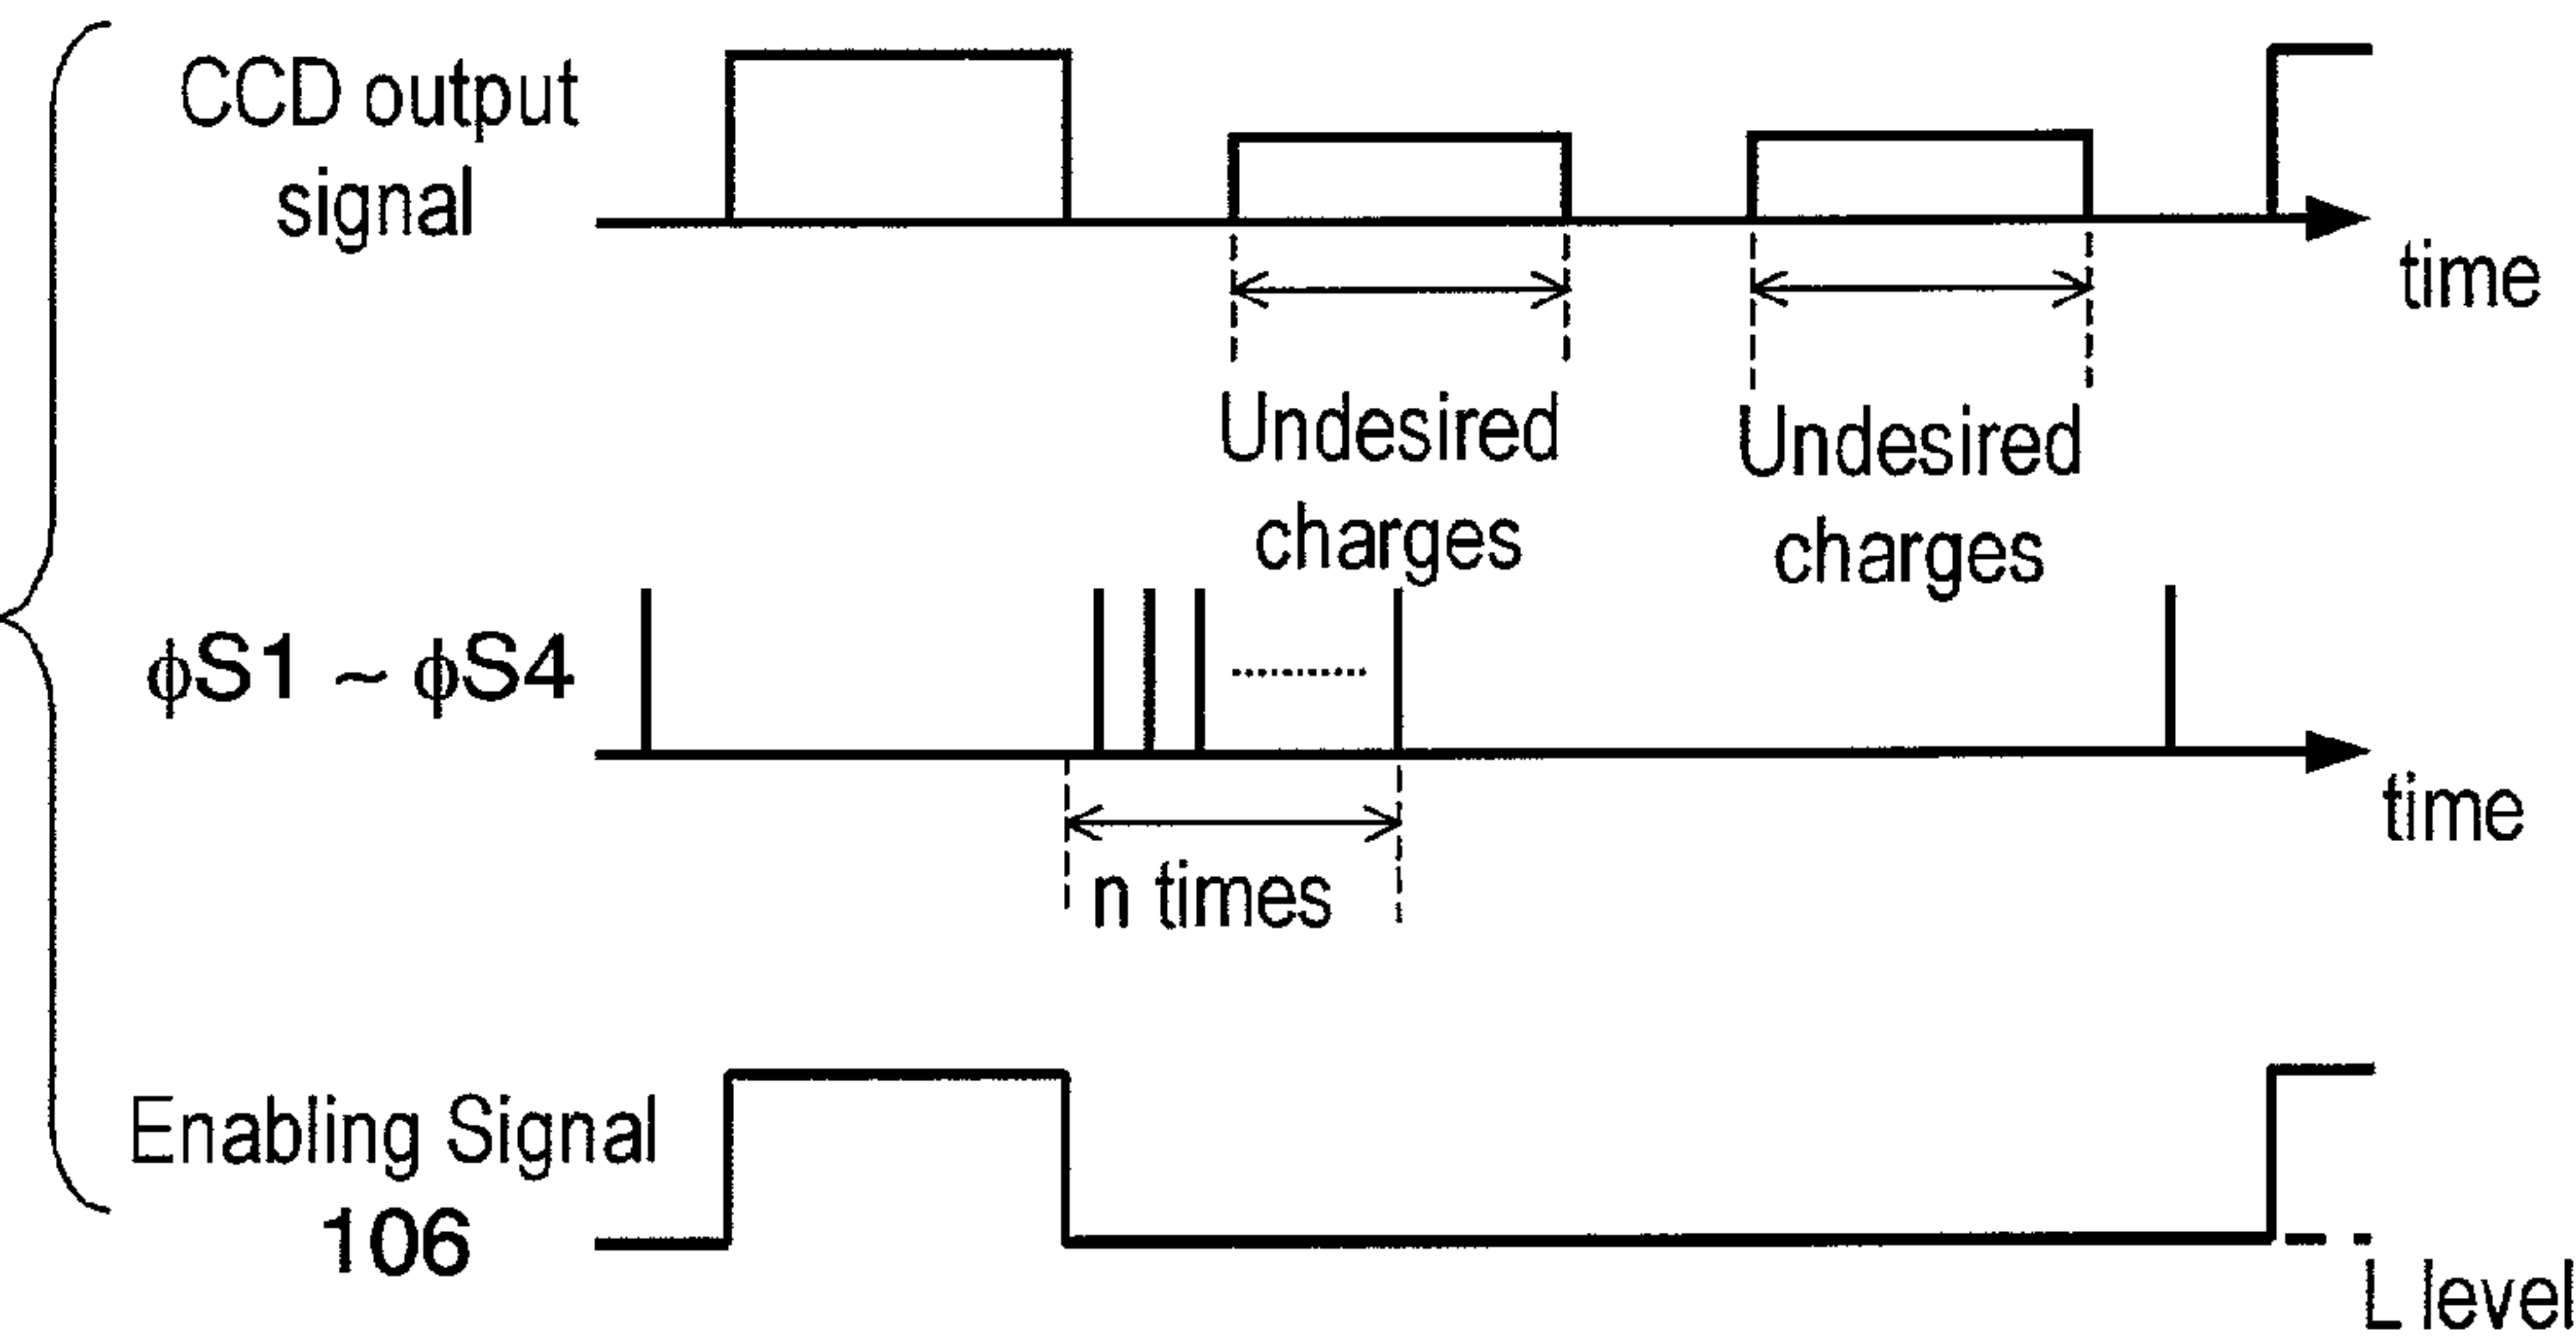 CCD output
signal
time
Undesired
charges
Undesired
charges
ϕS1 ~ ϕS4
time
n times
Enabling Signal
106
L level